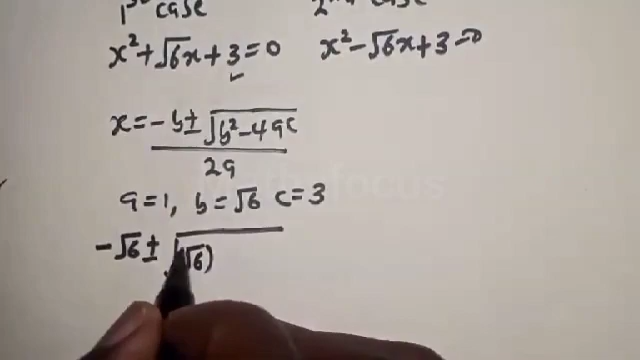 1st case 2nd case
x² + √6x + 3 = 0 x² - √6x + 3 = 0
x = -b ± √b² - 4ac
2a
a = 1, b = √6 c = 3
-√6 ± √(√6)